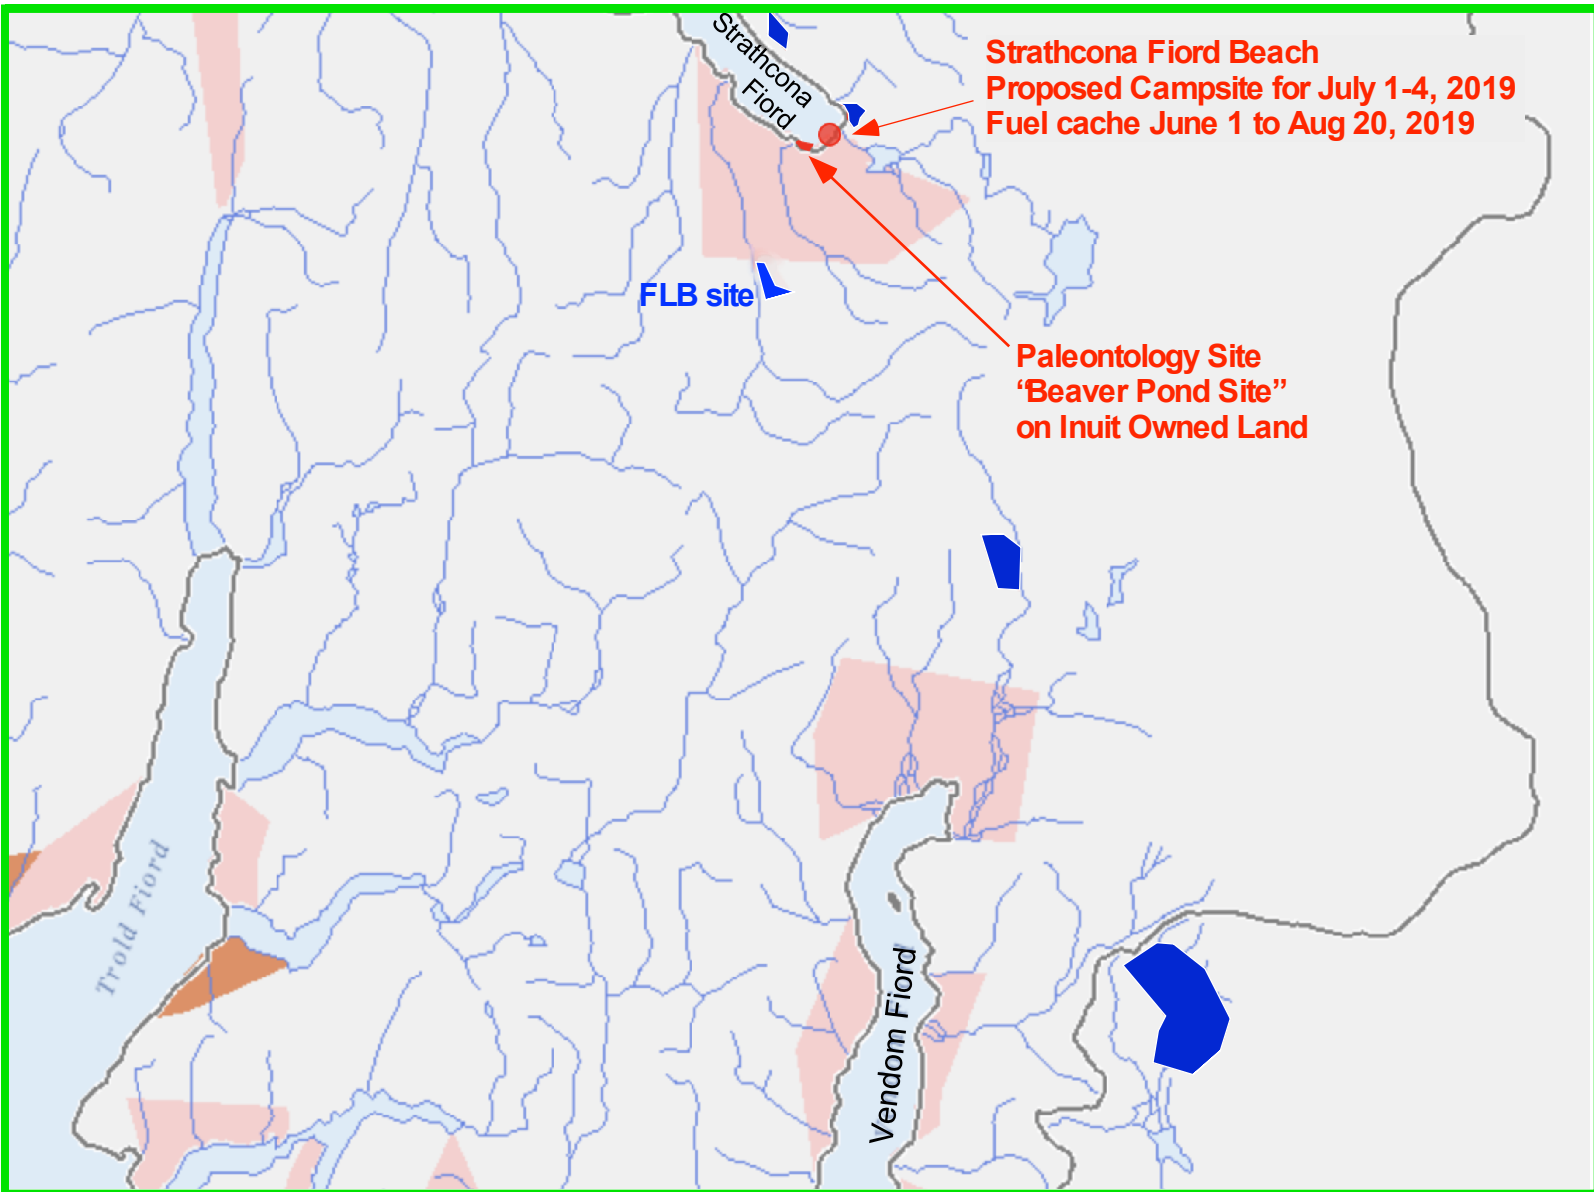 Strathcona
Fiord
Strathcona Fiord Beach
Proposed Campsite for July 1-4, 2019
Fuel cache June 1 to Aug 20, 2019
FLB site
Paleontology Site
“Beaver Pond Site”
on Inuit Owned Land
Trold Fiord
Vendom Fiord